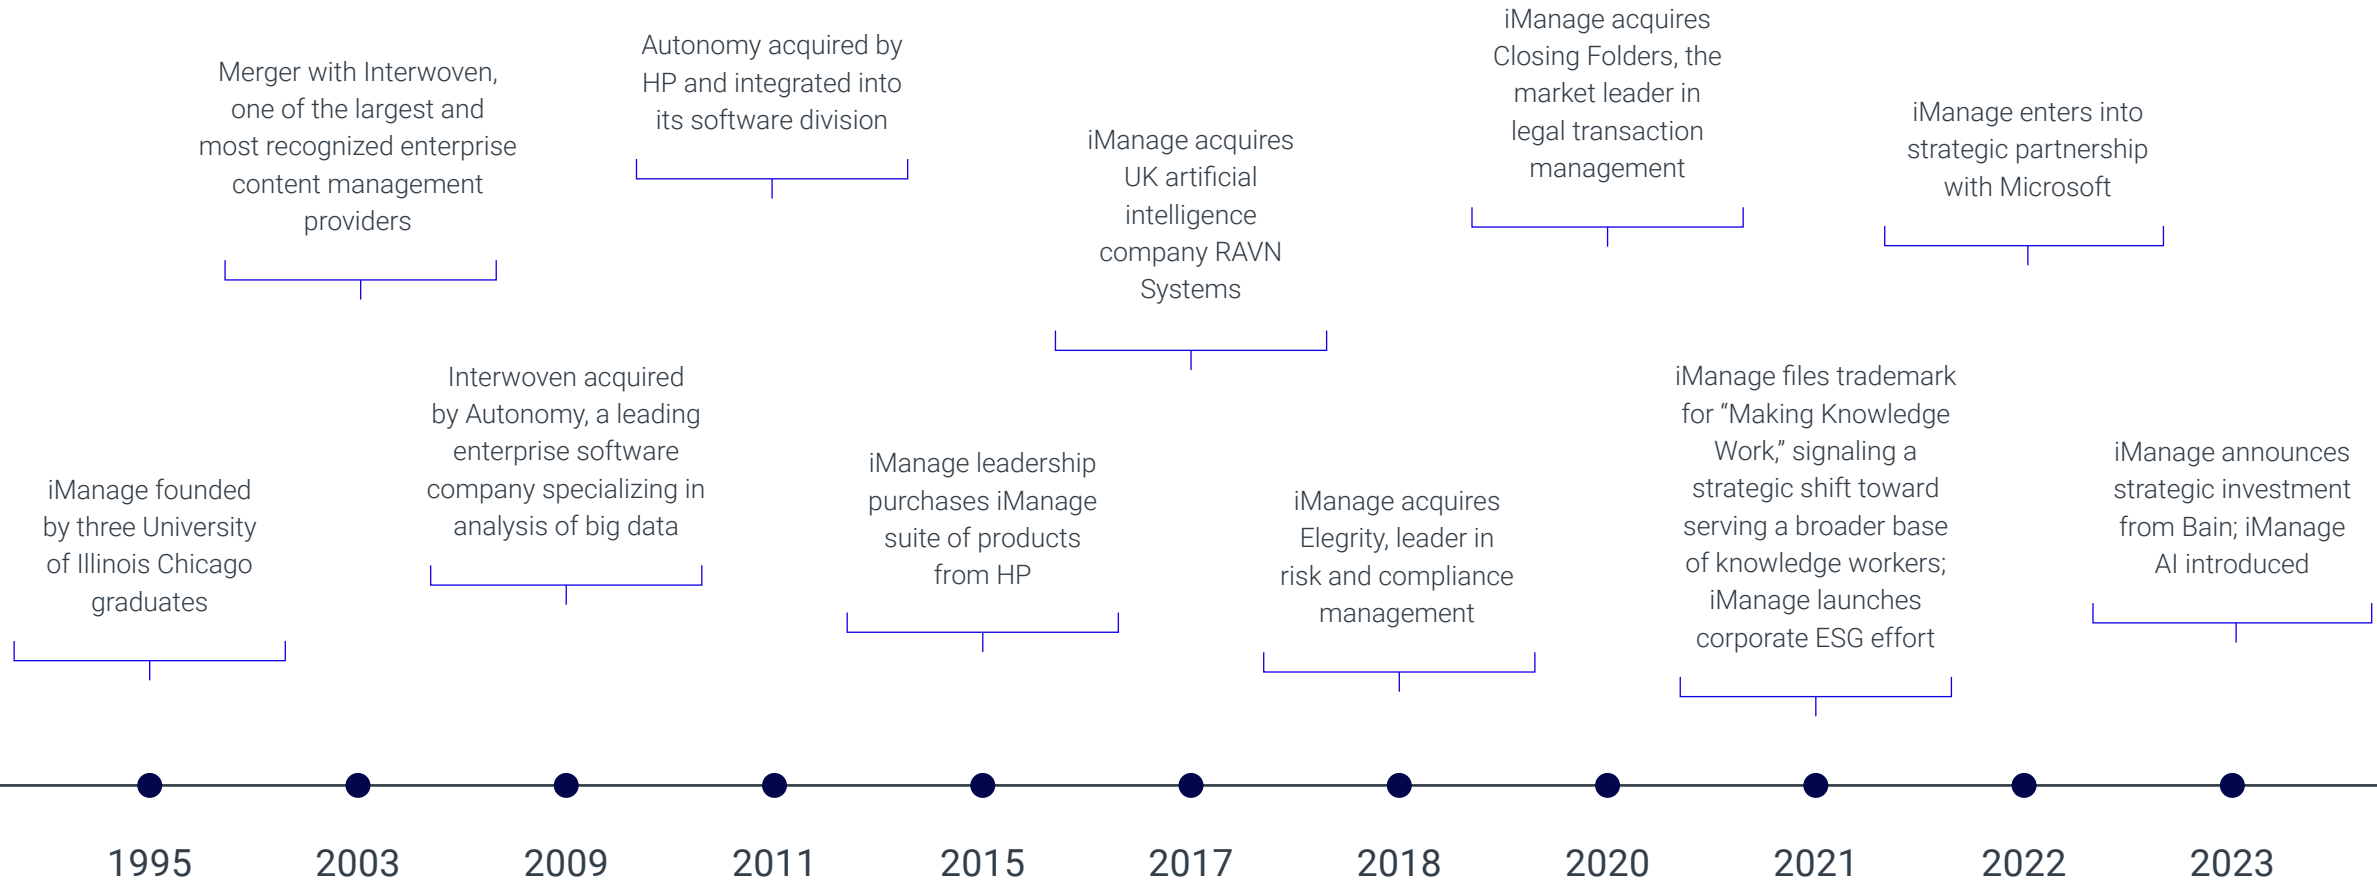 iManage founded
by three University
of Illinois Chicago
graduates
1995
Merger with Interwoven,
one of the largest and
most recognized enterprise
content management
providers
2003
Interwoven acquired
by Autonomy, a leading
enterprise software
company specializing in
analysis of big data
2009
Autonomy acquired by
HP and integrated into
its software division
2011
iManage leadership
purchases iManage
suite of products
from HP
2015
iManage acquires
UK artificial
intelligence
company RAVN
Systems
2017
iManage acquires
Elegrity, leader in
risk and compliance
management
2018
iManage acquires
Closing Folders, the
market leader in
legal transaction
management
2020
iManage files trademark
for “Making Knowledge
Work,” signaling a
strategic shift toward
serving a broader base
of knowledge workers;
iManage launches
corporate ESG effort
2021
iManage enters into
strategic partnership
with Microsoft
2022
iManage announces
strategic investment
from Bain; iManage
AI introduced
2023